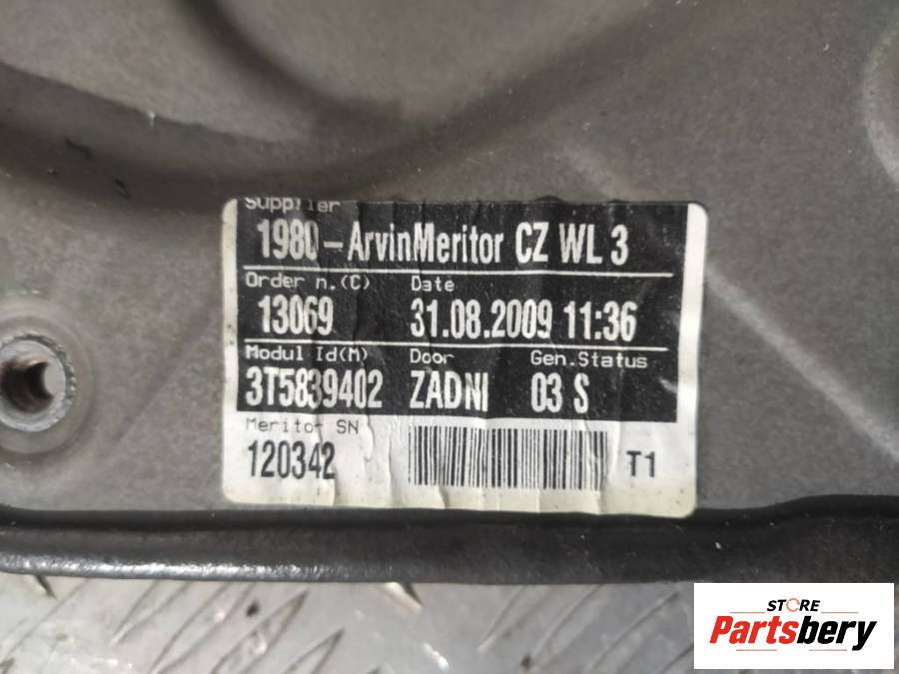 Supplier
1980-ArvinMeritor CZ WL 3
Order n.(C) Date
13069 31.08.2009 11:36
Modul Id(M) Door Gen.Status
3T5839402 ZADNI 03 S
Meritor SN
120342 T1
STORE
Partsbery